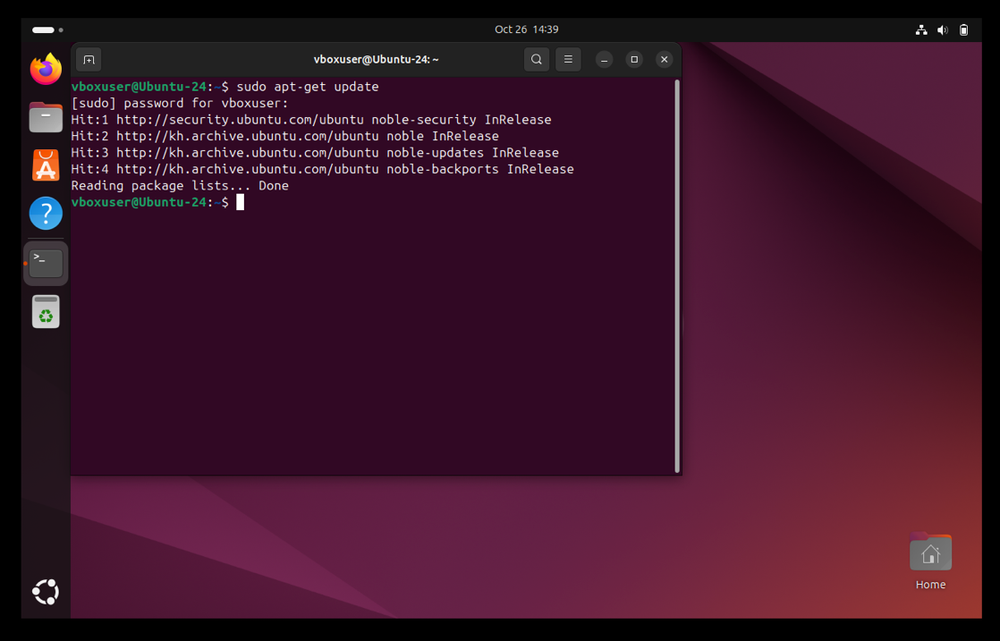 Oct 26 14:39
vboxuser@Ubuntu-24: ~
vboxuser@Ubuntu-24:~$ sudo apt-get update
[sudo] password for vboxuser:
Hit:1 http://security.ubuntu.com/ubuntu noble-security InRelease
Hit:2 http://kh.archive.ubuntu.com/ubuntu noble InRelease
Hit:3 http://kh.archive.ubuntu.com/ubuntu noble-updates InRelease
Hit:4 http://kh.archive.ubuntu.com/ubuntu noble-backports InRelease
Reading package lists... Done
vboxuser@Ubuntu-24:~$
Home